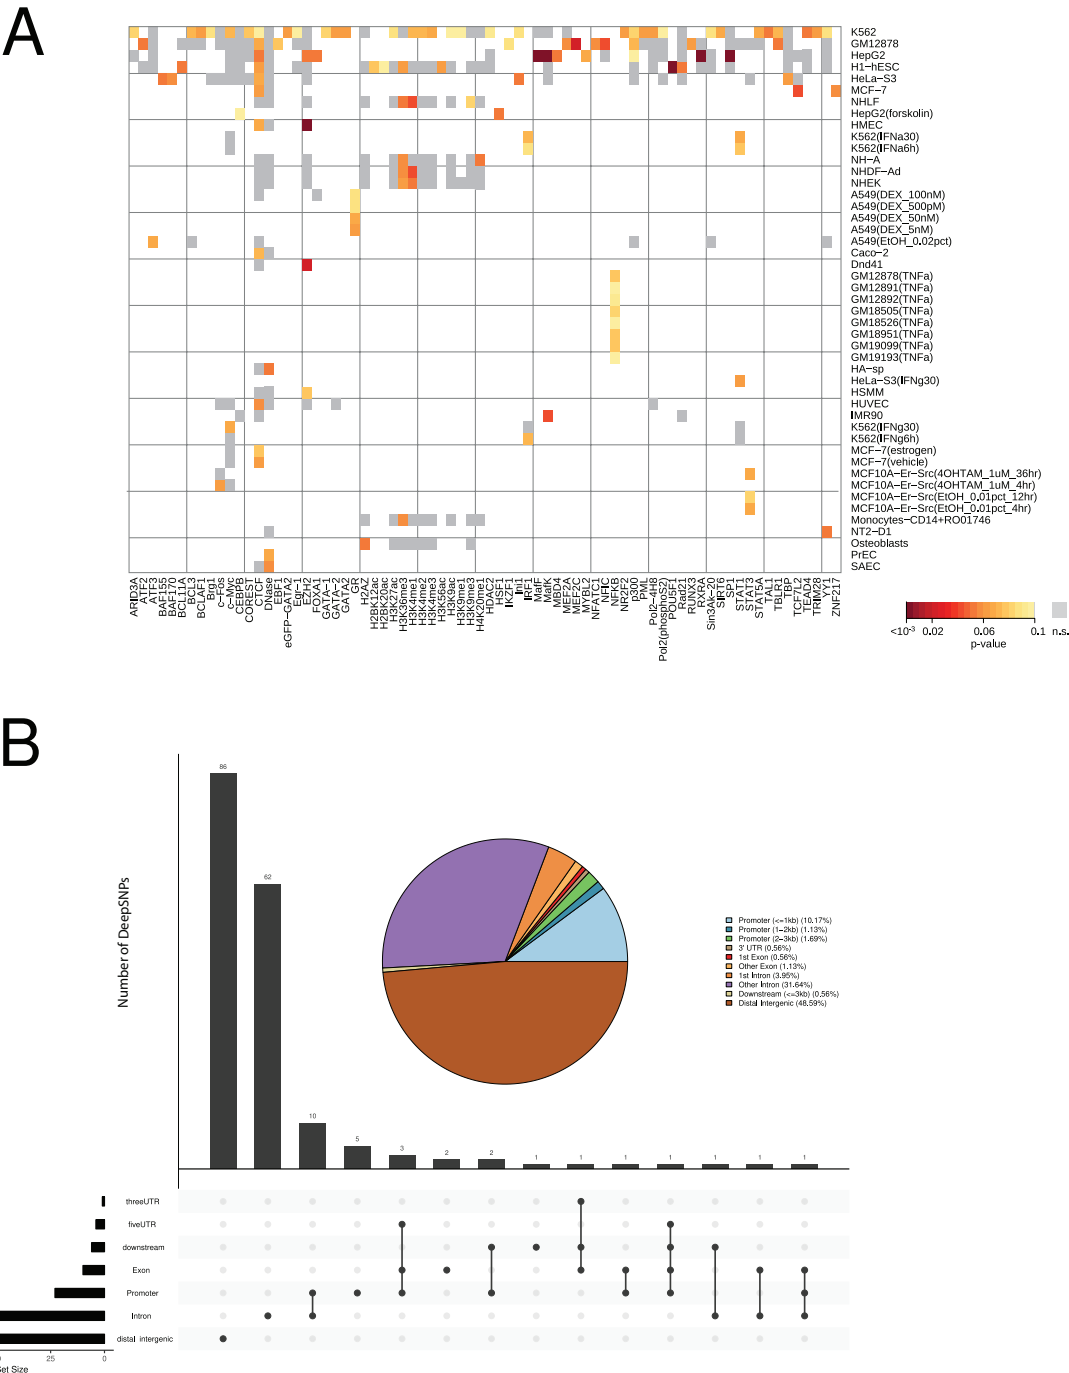 A
K562
GM12878
HepG2
H1−hESC
HeLa−S3
MCF−7
NHLF
HepG2(forskolin)
HMEC
K562(IFNa30)
K562(IFNa6h)
NH−A
NHDF−Ad
NHEK
A549(DEX_100nM)
A549(DEX_500pM)
A549(DEX_50nM)
A549(DEX_5nM)
A549(EtOH_0.02pct)
Caco−2
Dnd41
GM12878(TNFa)
GM12891(TNFa)
GM12892(TNFa)
GM18505(TNFa)
GM18526(TNFa)
GM18951(TNFa)
GM19099(TNFa)
GM19193(TNFa)
HA−sp
HeLa−S3(IFNg30)
HSMM
HUVEC
IMR90
K562(IFNg30)
K562(IFNg6h)
MCF−7(estrogen)
MCF−7(vehicle)
MCF10A−Er−Src(4OHTAM_1uM_36hr)
MCF10A−Er−Src(4OHTAM_1uM_4hr)
MCF10A−Er−Src(EtOH_0.01pct_12hr)
MCF10A−Er−Src(EtOH_0.01pct_4hr)
Monocytes−CD14+RO01746
NT2−D1
Osteoblasts
PrEC
SAEC
ARID3A
ATF2
ATF3
BAF155
BAF170
BCL11A
BCL3
BCLAF1
Brg1
c−Fos
c−Myc
CEBPB
COREST
CTCF
DNase
EBF1
eGFP−GATA2
Egr−1
EZH2
FOXA1
GATA−1
GATA−2
GATA2
GR
H2AZ
H2BK12ac
H2BK20ac
H3K27ac
H3K36me3
H3K4me1
H3K4me2
H3K4me3
H3K56ac
H3K9ac
H3K9me1
H3K9me3
H4K20me1
HDAC2
HSF1
IKZF1
Ini1
IRF1
MafF
MafK
MBD4
MEF2A
MEF2C
MYBL2
NFATC1
NFIC
NFKB
NR2F2
p300
PML
Pol2−4H8
Pol2(phosphoS2)
POU5F1
Rad21
RUNX3
RXRA
Sin3Ak−20
SIRT6
SP1
STAT1
STAT3
STAT5A
TAL1
TBLR1
TBP
TCF7L2
TEAD4
TRIM28
YY1
ZNF217
<10⁻³ 0.02 0.06 0.1 n.s.
p-value
B
Number of DeepSNPs
86
62
10
5
3
2
2
1
1
1
1
1
1
1
Promoter (<=1kb) (10.17%)
Promoter (1−2kb) (1.13%)
Promoter (2−3kb) (1.69%)
3' UTR (0.56%)
1st Exon (0.56%)
Other Exon (1.13%)
1st Intron (3.95%)
Other Intron (31.64%)
Downstream (<=3kb) (0.56%)
Distal Intergenic (48.59%)
threeUTR
fiveUTR
downstream
Exon
Promoter
Intron
distal intergenic
25 0
Set Size